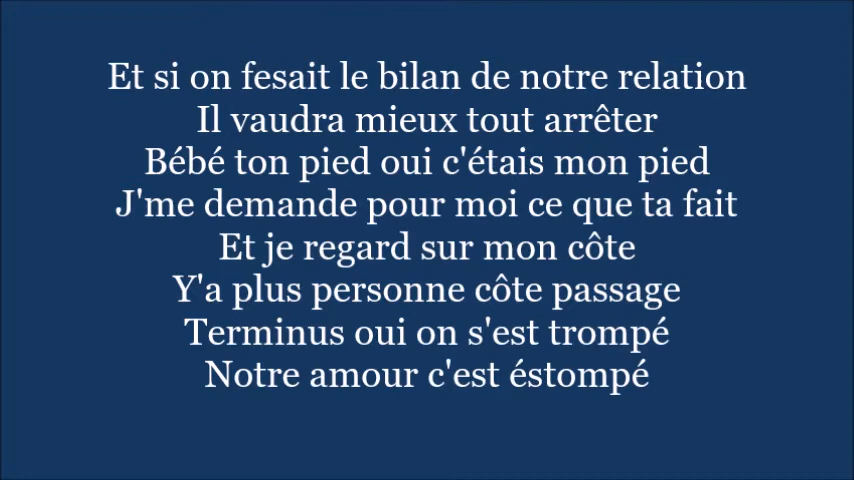 Et si on fesait le bilan de notre relation
Il vaudra mieux tout arrêter
Bébé ton pied oui c'étais mon pied
J'me demande pour moi ce que ta fait
Et je regard sur mon côte
Y'a plus personne côte passage
Terminus oui on s'est trompé
Notre amour c'est éstompé